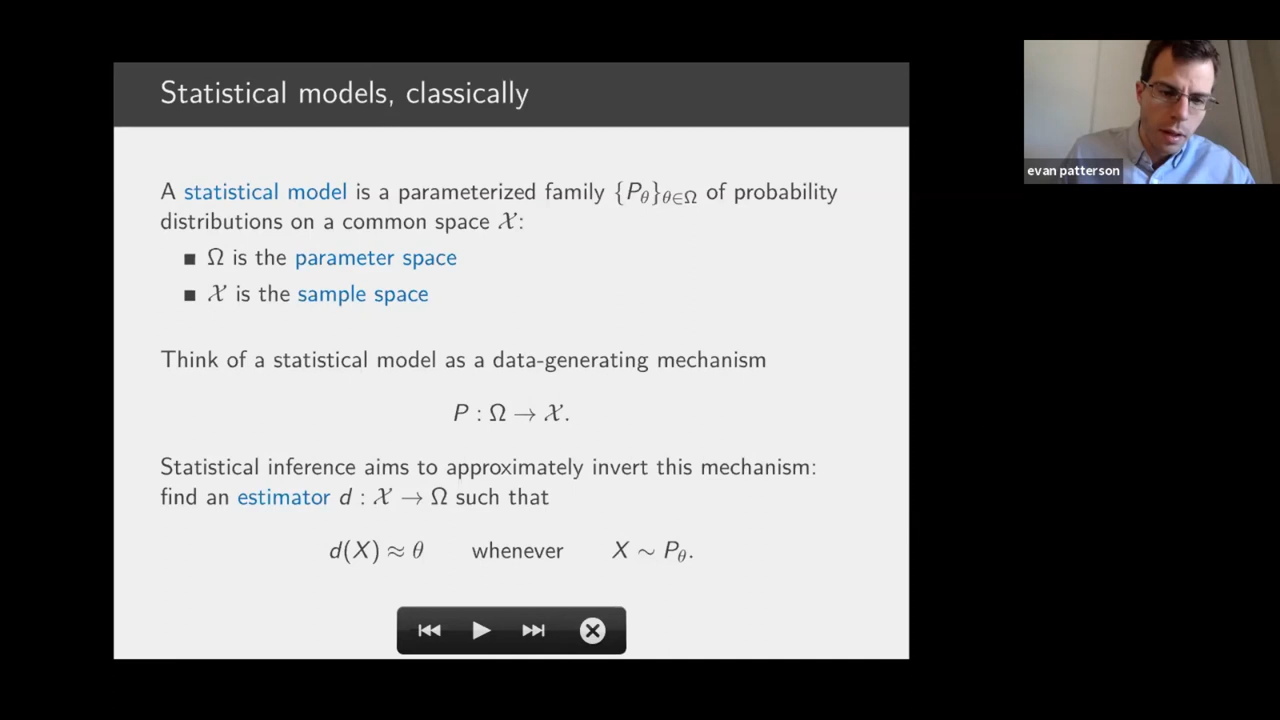 Statistical models, classically
A statistical model is a parameterized family {P_θ}_{θ∈Ω} of probability
distributions on a common space 𝒳:
■ Ω is the parameter space
■ 𝒳 is the sample space
Think of a statistical model as a data-generating mechanism
P : Ω → 𝒳.
Statistical inference aims to approximately invert this mechanism:
find an estimator d : 𝒳 → Ω such that
d(X) ≈ θ whenever X ∼ P_θ.
evan patterson